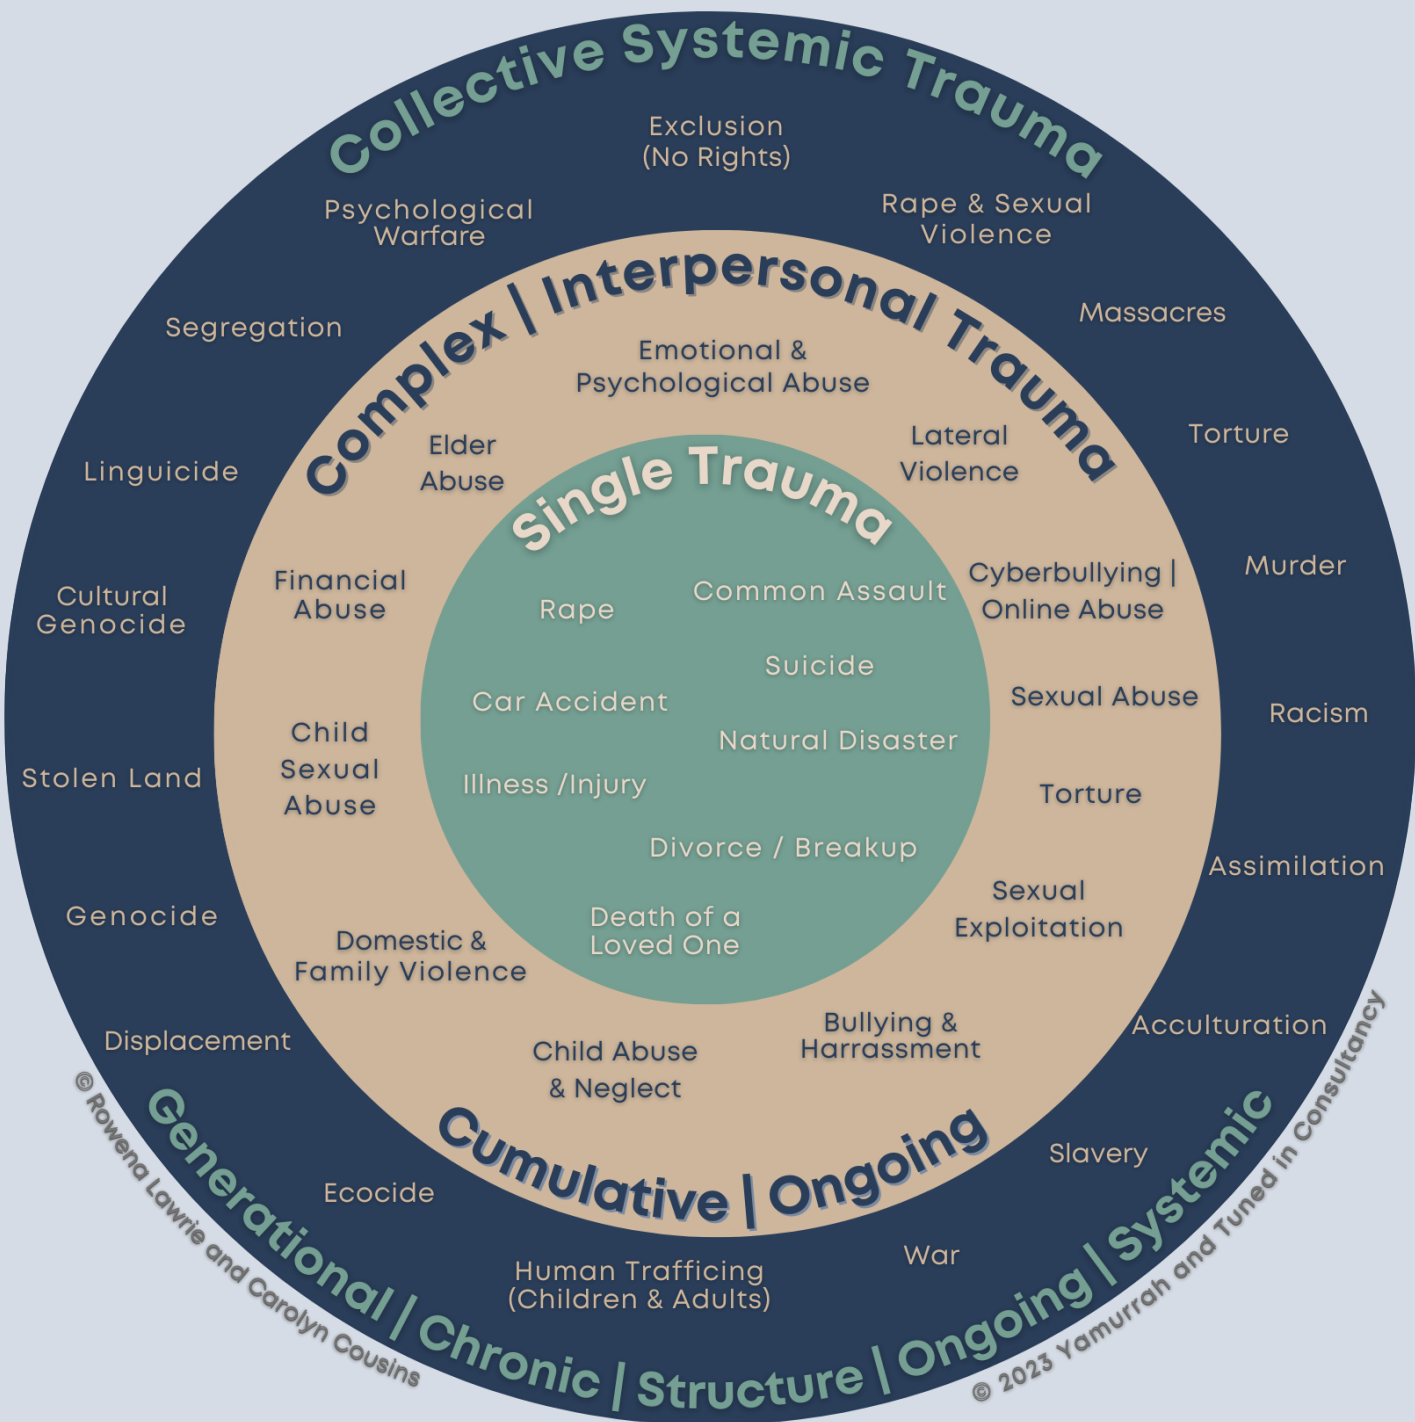 Collective Systemic Trauma
Exclusion
(No Rights)
Psychological
Warfare
Rape & Sexual
Violence
Segregation
Massacres
Linguicide
Torture
Cultural
Genocide
Murder
Stolen Land
Racism
Genocide
Assimilation
Displacement
Acculturation
Ecocide
Slavery
Human Trafficing
(Children & Adults)
War
Generational | Chronic | Structure | Ongoing | Systemic
Complex | Interpersonal Trauma
Emotional &
Psychological Abuse
Elder
Abuse
Lateral
Violence
Financial
Abuse
Cyberbullying |
Online Abuse
Child
Sexual
Abuse
Sexual Abuse
Torture
Domestic &
Family Violence
Sexual
Exploitation
Child Abuse
& Neglect
Bullying &
Harrassment
Cumulative | Ongoing
Single Trauma
Rape
Common Assault
Suicide
Car Accident
Natural Disaster
Illness /Injury
Divorce / Breakup
Death of a
Loved One
© Rowena Lawrie and Carolyn Cousins
© 2023 Yamurrah and Tuned in Consultancy